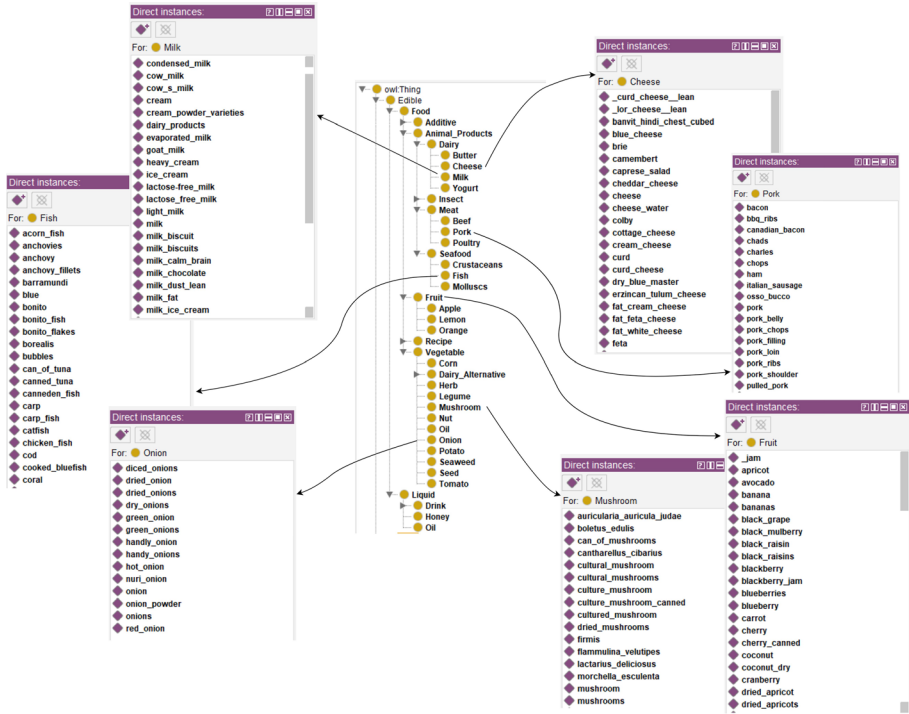 Direct instances:
For: Milk
condensed_milk
cow_milk
cow_s_milk
cream
cream_powder_varieties
dairy_products
evaporated_milk
goat_milk
heavy_cream
ice_cream
lactose-free_milk
lactose_free_milk
light_milk
milk
milk_biscuit
milk_biscuits
milk_calm_brain
milk_chocolate
milk_dust_lean
milk_fat
milk_ice_cream
Direct instances:
For: Fish
acorn_fish
anchovies
anchovy
anchovy_fillets
barramundi
blue
bonito
bonito_fish
bonito_flakes
borealis
bubbles
can_of_tuna
canned_tuna
canneden_fish
carp
carp_fish
catfish
chicken_fish
cod
cooked_bluefish
coral
Direct instances:
For: Onion
diced_onions
dried_onion
dried_onions
dry_onions
green_onion
green_onions
handly_onion
handy_onions
hot_onion
nuri_onion
onion
onion_powder
onions
red_onion
owl:Thing
Edible
Food
Additive
Animal_Products
Dairy
Butter
Cheese
Milk
Yogurt
Insect
Meat
Beef
Pork
Poultry
Seafood
Crustaceans
Fish
Molluscs
Fruit
Apple
Lemon
Orange
Recipe
Vegetable
Corn
Dairy_Alternative
Herb
Legume
Mushroom
Nut
Oil
Onion
Potato
Seaweed
Seed
Tomato
Liquid
Drink
Honey
Oil
Direct instances:
For: Cheese
_curd_cheese__lean
_lor_cheese__lean
banvit_hindi_chest_cubed
blue_cheese
brie
camembert
caprese_salad
cheddar_cheese
cheese
cheese_water
colby
cottage_cheese
cream_cheese
curd
curd_cheese
dry_blue_master
erzincan_tulum_cheese
fat_cream_cheese
fat_feta_cheese
fat_white_cheese
feta
Direct instances:
For: Pork
bacon
bbq_ribs
canadian_bacon
chads
charles
chops
ham
italian_sausage
osso_bucco
pork
pork_belly
pork_chops
pork_filling
pork_loin
pork_ribs
pork_shoulder
pulled_pork
Direct instances:
For: Mushroom
auricularia_auricula_judae
boletus_edulis
can_of_mushrooms
cantharellus_cibarius
cultural_mushroom
cultural_mushrooms
culture_mushroom
culture_mushroom_canned
cultured_mushroom
dried_mushrooms
firmis
flammulina_velutipes
lactarius_deliciosus
morchella_esculenta
mushroom
mushrooms
Direct instances:
For: Fruit
_jam
apricot
avocado
banana
bananas
black_grape
black_mulberry
black_raisin
black_raisins
blackberry
blackberry_jam
blueberries
blueberry
carrot
cherry
cherry_canned
coconut
coconut_dry
cranberry
dried_apricot
dried_apricots